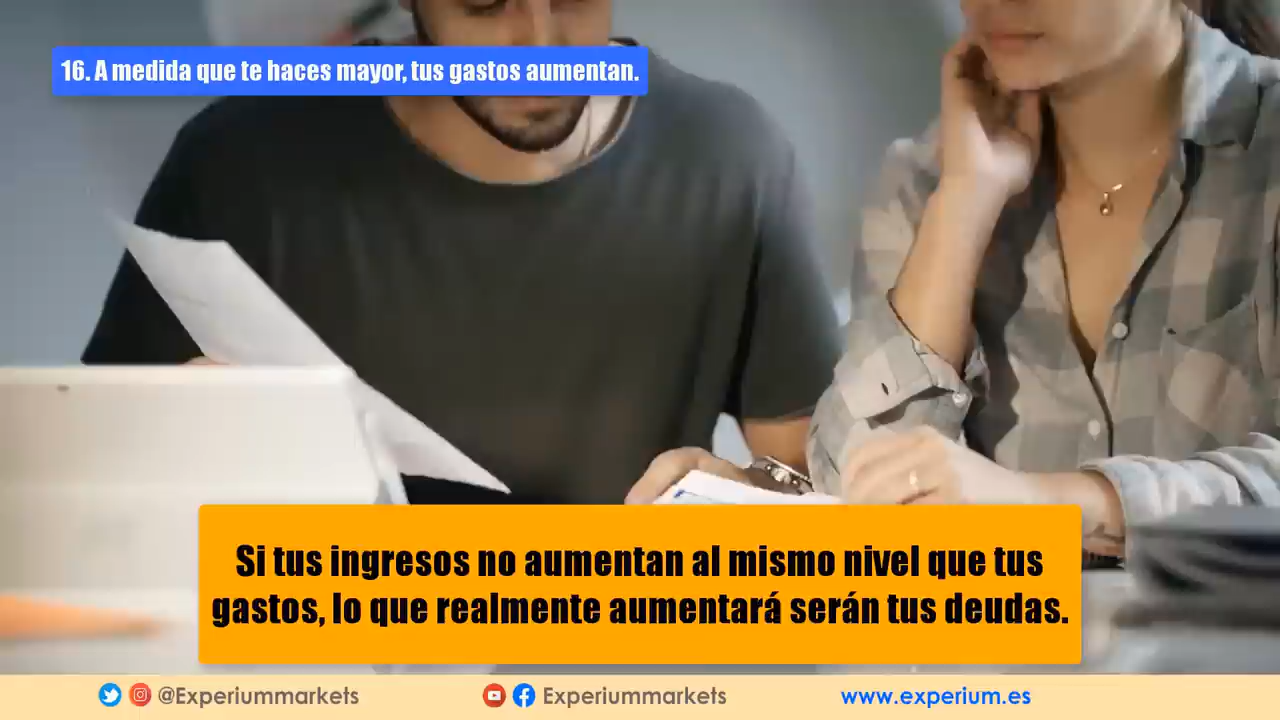 16. A medida que te haces mayor, tus gastos aumentan.
Si tus ingresos no aumentan al mismo nivel que tus
gastos, lo que realmente aumentará serán tus deudas.
@Experiummarkets Experiummarkets www.experium.es